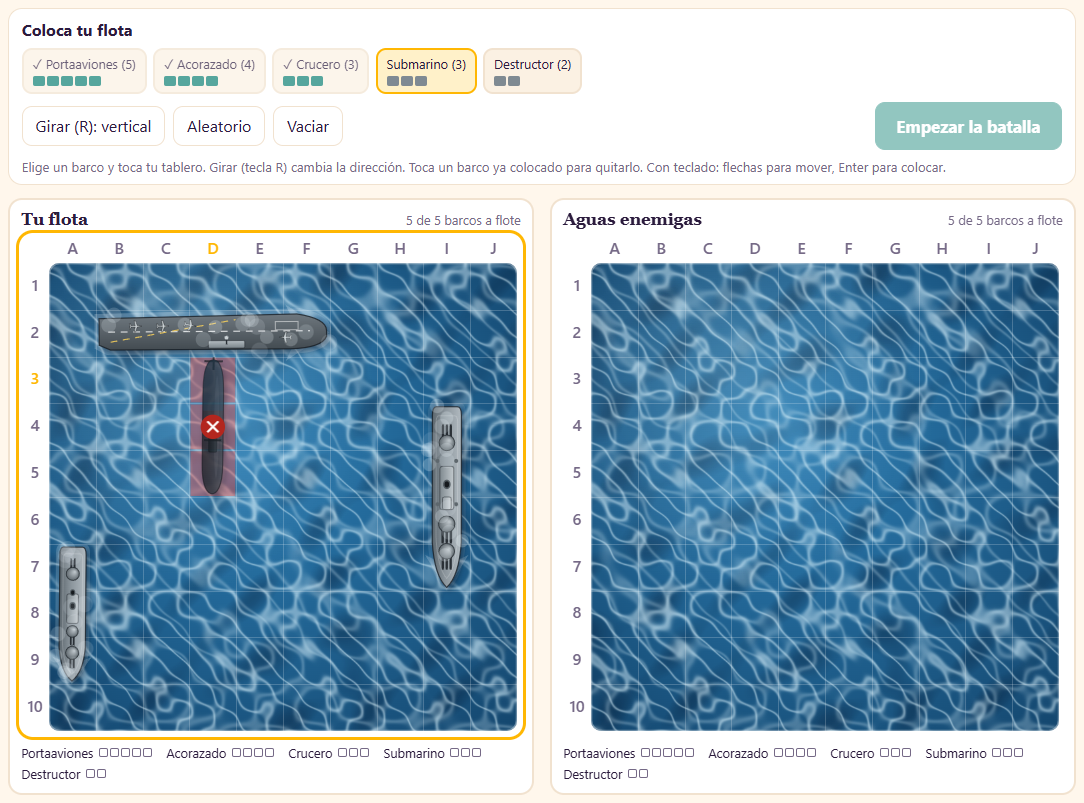 Coloca tu flota
✓ Portaaviones (5) ✓ Acorazado (4) ✓ Crucero (3) Submarino (3) Destructor (2)
Girar (R): vertical Aleatorio Vaciar Empezar la batalla
Elige un barco y toca tu tablero. Girar (tecla R) cambia la dirección. Toca un barco ya colocado para quitarlo. Con teclado: flechas para mover, Enter para colocar.
Tu flota 5 de 5 barcos a flote
A B C D E F G H I J
1
2
3
4
5
6
7
8
9
10
Portaaviones Acorazado Crucero Submarino
Destructor
Aguas enemigas 5 de 5 barcos a flote
A B C D E F G H I J
1
2
3
4
5
6
7
8
9
10
Portaaviones Acorazado Crucero Submarino
Destructor